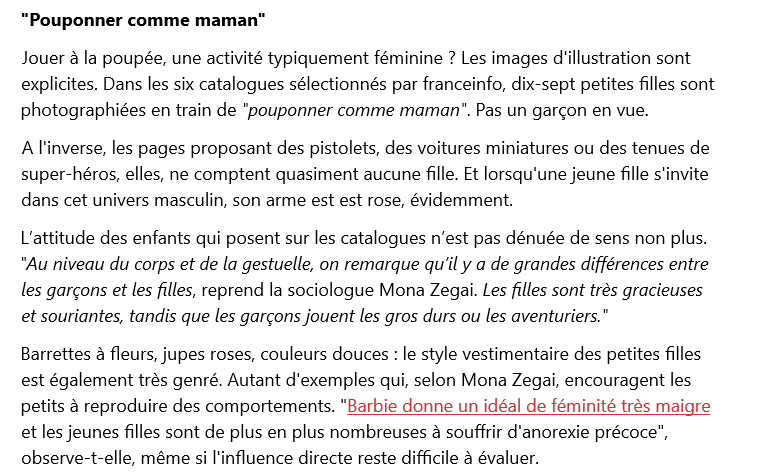 "Pouponner comme maman"
Jouer à la poupée, une activité typiquement féminine ? Les images d'illustration sont
explicites. Dans les six catalogues sélectionnés par franceinfo, dix-sept petites filles sont
photographiées en train de "pouponner comme maman". Pas un garçon en vue.
A l'inverse, les pages proposant des pistolets, des voitures miniatures ou des tenues de
super-héros, elles, ne comptent quasiment aucune fille. Et lorsqu'une jeune fille s'invite
dans cet univers masculin, son arme est est rose, évidemment.
L’attitude des enfants qui posent sur les catalogues n’est pas dénuée de sens non plus.
"Au niveau du corps et de la gestuelle, on remarque qu’il y a de grandes différences entre
les garçons et les filles, reprend la sociologue Mona Zegai. Les filles sont très gracieuses
et souriantes, tandis que les garçons jouent les gros durs ou les aventuriers."
Barrettes à fleurs, jupes roses, couleurs douces : le style vestimentaire des petites filles
est également très genré. Autant d'exemples qui, selon Mona Zegai, encouragent les
petits à reproduire des comportements. "Barbie donne un idéal de féminité très maigre
et les jeunes filles sont de plus en plus nombreuses à souffrir d'anorexie précoce",
observe-t-elle, même si l'influence directe reste difficile à évaluer.